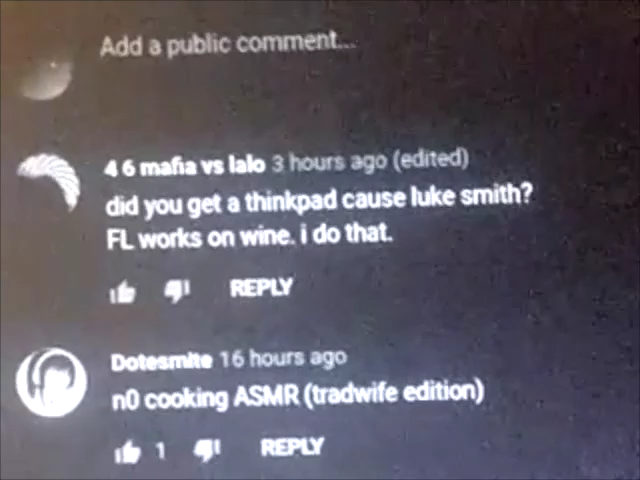 Add a public comment...
4 6 mafia vs lalo 3 hours ago (edited)
did you get a thinkpad cause luke smith?
FL works on wine. i do that.
REPLY
Dotesmite 16 hours ago
n0 cooking ASMR (tradwife edition)
1 REPLY